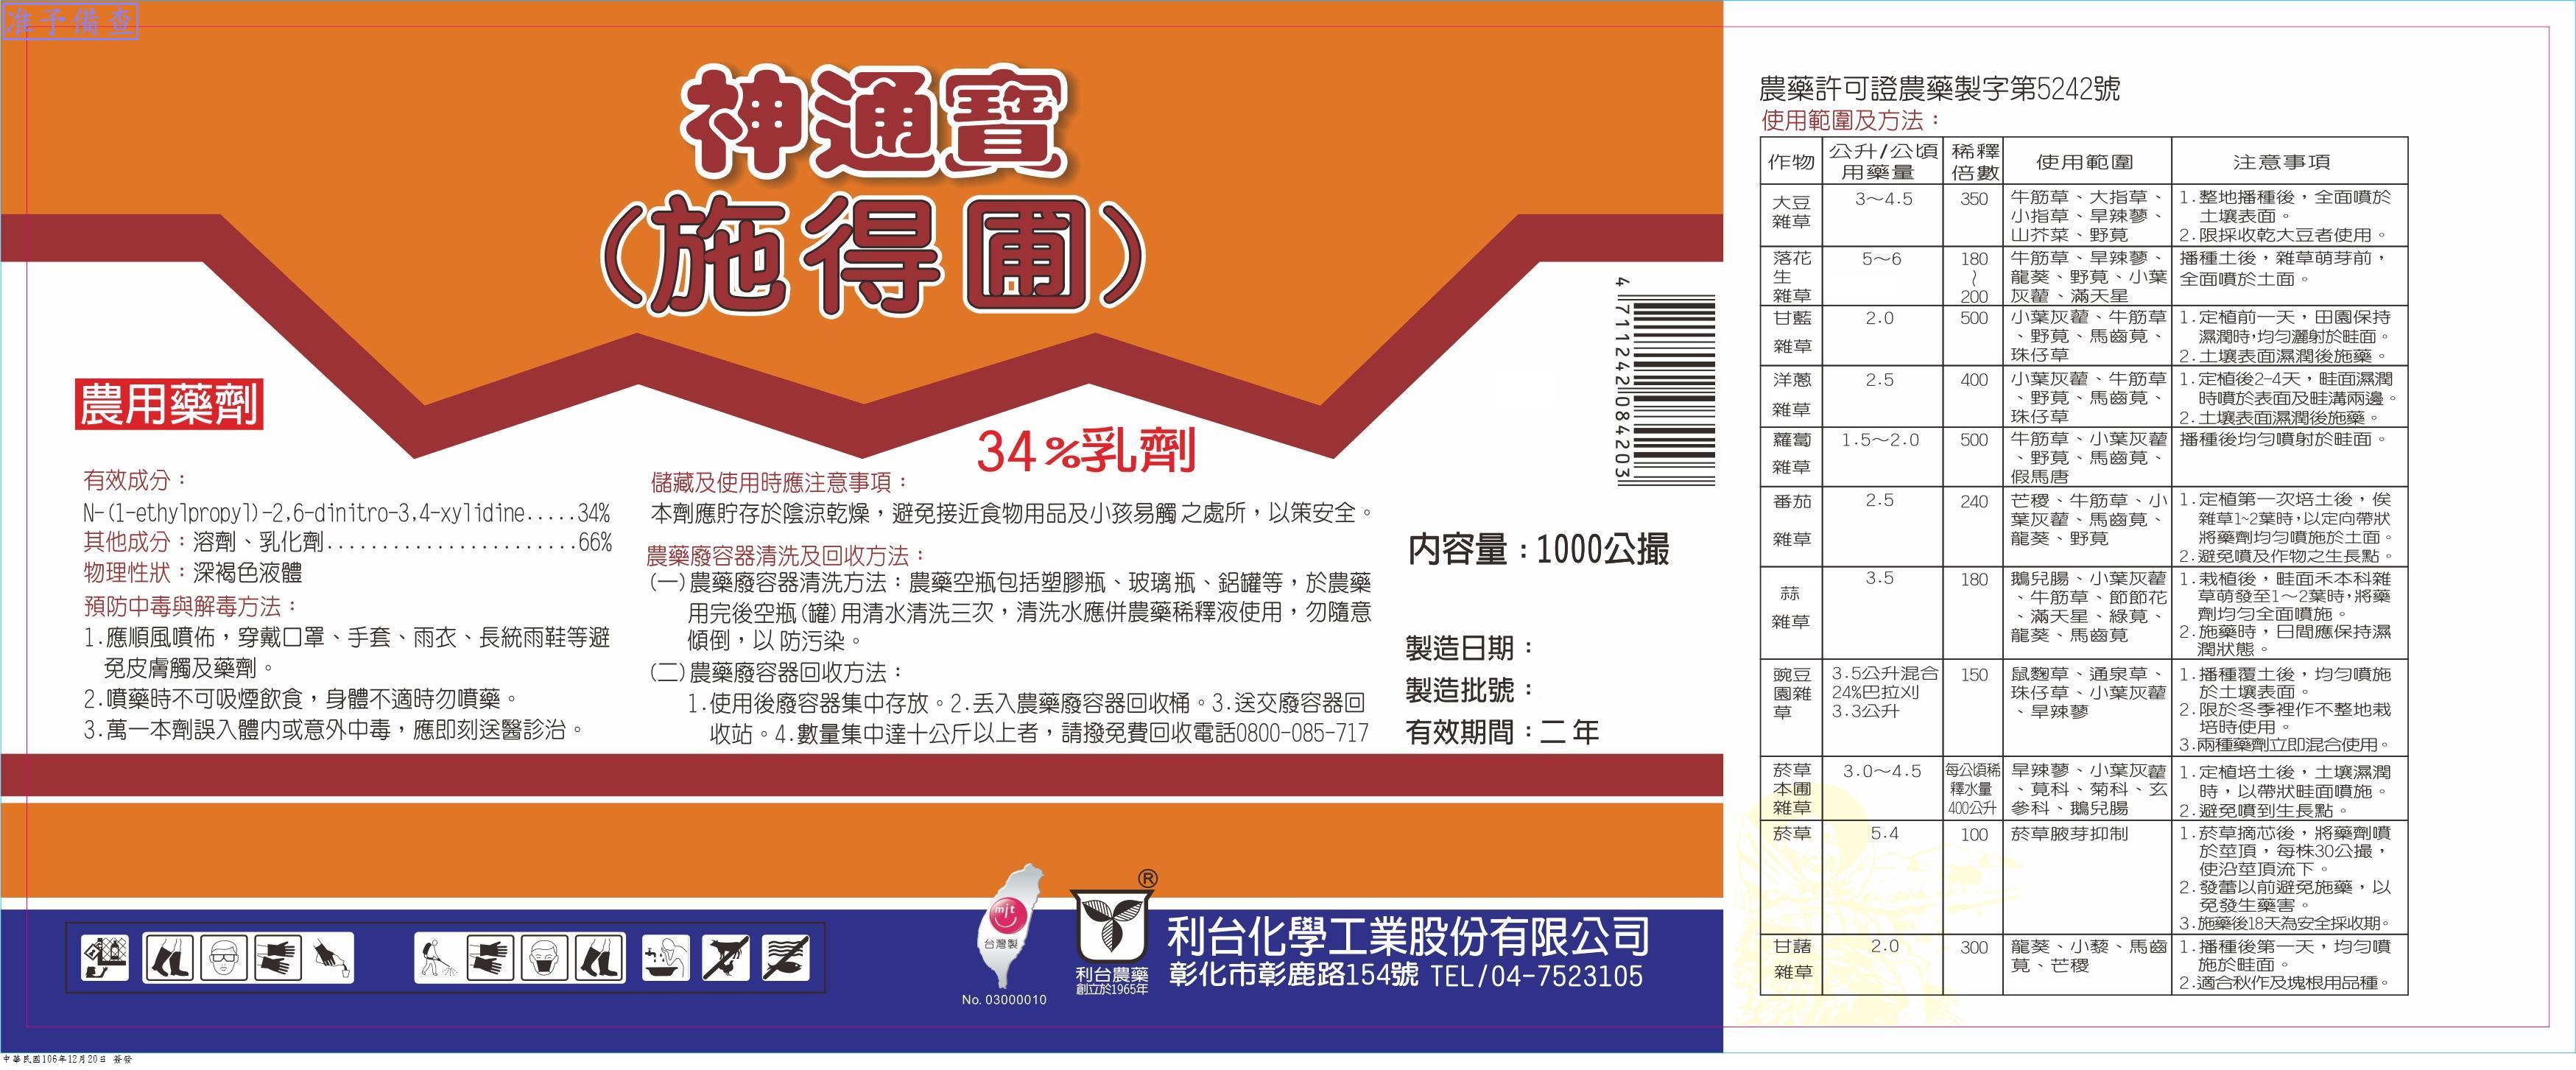 准予備查
神通寶
(施得圃)
農用藥劑
34%乳劑
有效成分：
N-(1-ethylpropyl)-2,6-dinitro-3,4-xylidine.....34%
其他成分：溶劑、乳化劑.......................66%
物理性狀：深褐色液體
預防中毒與解毒方法：
1.應順風噴佈，穿戴口罩、手套、雨衣、長統雨鞋等避
免皮膚觸及藥劑。
2.噴藥時不可吸煙飲食，身體不適時勿噴藥。
3.萬一本劑誤入體內或意外中毒，應即刻送醫診治。
儲藏及使用時應注意事項：
本劑應貯存於陰涼乾燥，避免接近食物用品及小孩易觸之處所，以策安全。
農藥廢容器清洗及回收方法：
(一)農藥廢容器清洗方法：農藥空瓶包括塑膠瓶、玻璃瓶、鋁罐等，於農藥
用完後空瓶(罐)用清水清洗三次，清洗水應併農藥稀釋液使用，勿隨意
傾倒，以防污染。
(二)農藥廢容器回收方法：
1.使用後廢容器集中存放。2.丟入農藥廢容器回收桶。3.送交廢容器回
收站。4.數量集中達十公斤以上者，請撥免費回收電話0800-085-717
4 711242 084203
內容量：1000公撮
製造日期：
製造批號：
有效期間：二年
mjt
台灣製
No. 03000010
®
利台農藥
創立於1965年
利台化學工業股份有限公司
彰化市彰鹿路154號 TEL/04-7523105
農藥許可證農藥製字第5242號
使用範圍及方法：
作物 公升/公頃用藥量 稀釋倍數 使用範圍 注意事項
大豆雜草 3～4.5 350 牛筋草、大指草、小指草、旱辣蓼、山芥菜、野莧 1.整地播種後，全面噴於土壤表面。2.限採收乾大豆者使用。
落花生雜草 5～6 180～200 牛筋草、旱辣蓼、龍葵、野莧、小葉灰藋、滿天星 播種土後，雜草萌芽前，全面噴於土面。
甘藍雜草 2.0 500 小葉灰藋、牛筋草、野莧、馬齒莧、珠仔草 1.定植前一天，田園保持濕潤時，均勻灑射於畦面。2.土壤表面濕潤後施藥。
洋蔥雜草 2.5 400 小葉灰藋、牛筋草、野莧、馬齒莧、珠仔草 1.定植後2-4天，畦面濕潤時噴於表面及畦溝兩邊。2.土壤表面濕潤後施藥。
蘿蔔雜草 1.5～2.0 500 牛筋草、小葉灰藋、野莧、馬齒莧、假馬唐 播種後均勻噴射於畦面。
番茄雜草 2.5 240 芒稷、牛筋草、小葉灰藋、馬齒莧、龍葵、野莧 1.定植第一次培土後，俟雜草1~2葉時，以定向帶狀將藥劑均勻噴施於土面。2.避免噴及作物之生長點。
蒜雜草 3.5 180 鵝兒腸、小葉灰藋、牛筋草、節節花、滿天星、綠莧、龍葵、馬齒莧 1.栽植後，畦面禾本科雜草萌發至1～2葉時，將藥劑均勻全面噴施。2.施藥時，日間應保持濕潤狀態。
豌豆園雜草 3.5公升混合24%巴拉刈3.3公升 150 鼠麴草、通泉草、珠仔草、小葉灰藋、旱辣蓼 1.播種覆土後，均勻噴施於土壤表面。2.限於冬季裡作不整地栽培時使用。3.兩種藥劑立即混合使用。
菸草本圃雜草 3.0～4.5 每公頃稀釋水量400公升 旱辣蓼、小葉灰藋、莧科、菊科、玄參科、鵝兒腸 1.定植培土後，土壤濕潤時，以帶狀畦面噴施。2.避免噴到生長點。
菸草 5.4 100 菸草腋芽抑制 1.菸草摘芯後，將藥劑噴於莖頂，每株30公撮，使沿莖頂流下。2.發蕾以前避免施藥，以免發生藥害。3.施藥後18天為安全採收期。
甘藷雜草 2.0 300 龍葵、小藜、馬齒莧、芒稷 1.播種後第一天，均勻噴施於畦面。2.適合秋作及塊根用品種。
中華民國106年12月20日 簽發